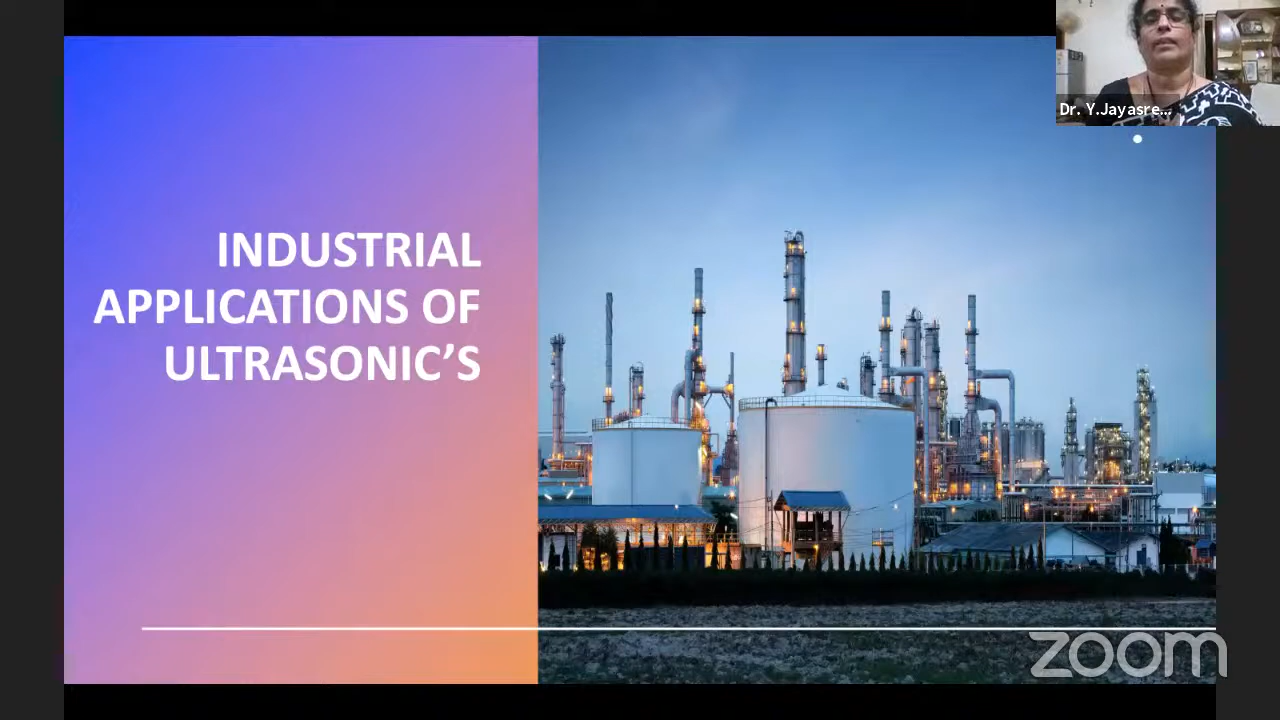 Dr. Y.Jayasre...
INDUSTRIAL
APPLICATIONS OF
ULTRASONIC’S
zoom